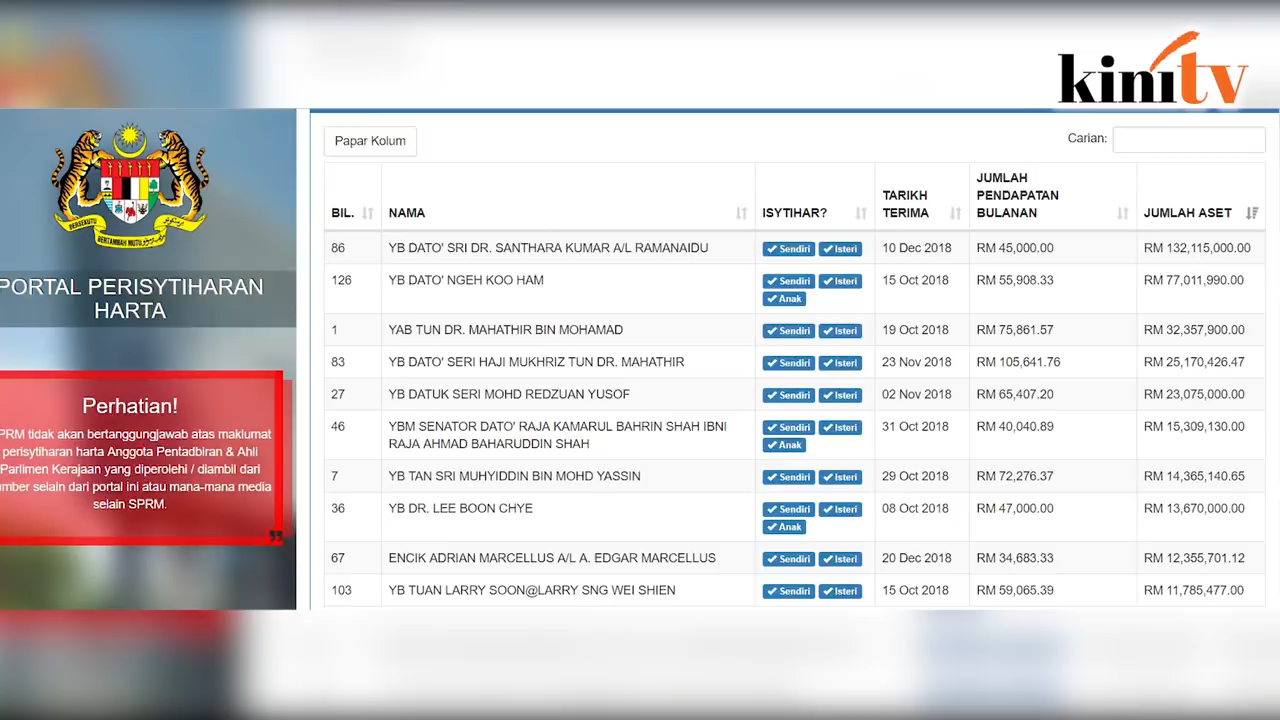 kinitv
BERSEKUTU
BERTAMBAH MUTU
PORTAL PERISYTIHARAN
HARTA
Perhatian!
PRM tidak akan bertanggungjawab atas maklumat
perisytiharan harta Anggota Pentadbiran & Ahli
Parlimen Kerajaan yang diperolehi / diambil dari
mber selain dari portal ini atau mana-mana media
selain SPRM.
Papar Kolum
Carian:
BIL. NAMA ISYTIHAR? TARIKH TERIMA JUMLAH PENDAPATAN BULANAN JUMLAH ASET
86 YB DATO' SRI DR. SANTHARA KUMAR A/L RAMANAIDU Sendiri Isteri 10 Dec 2018 RM 45,000.00 RM 132,115,000.00
126 YB DATO' NGEH KOO HAM Sendiri Isteri Anak 15 Oct 2018 RM 55,908.33 RM 77,011,990.00
1 YAB TUN DR. MAHATHIR BIN MOHAMAD Sendiri Isteri 19 Oct 2018 RM 75,861.57 RM 32,357,900.00
83 YB DATO' SERI HAJI MUKHRIZ TUN DR. MAHATHIR Sendiri Isteri 23 Nov 2018 RM 105,641.76 RM 25,170,426.47
27 YB DATUK SERI MOHD REDZUAN YUSOF Sendiri Isteri 02 Nov 2018 RM 65,407.20 RM 23,075,000.00
46 YBM SENATOR DATO' RAJA KAMARUL BAHRIN SHAH IBNI RAJA AHMAD BAHARUDDIN SHAH Sendiri Isteri Anak 31 Oct 2018 RM 40,040.89 RM 15,309,130.00
7 YB TAN SRI MUHYIDDIN BIN MOHD YASSIN Sendiri Isteri 29 Oct 2018 RM 72,276.37 RM 14,365,140.65
36 YB DR. LEE BOON CHYE Sendiri Isteri Anak 08 Oct 2018 RM 47,000.00 RM 13,670,000.00
67 ENCIK ADRIAN MARCELLUS A/L A. EDGAR MARCELLUS Sendiri Isteri 20 Dec 2018 RM 34,683.33 RM 12,355,701.12
103 YB TUAN LARRY SOON@LARRY SNG WEI SHIEN Sendiri Isteri 15 Oct 2018 RM 59,065.39 RM 11,785,477.00